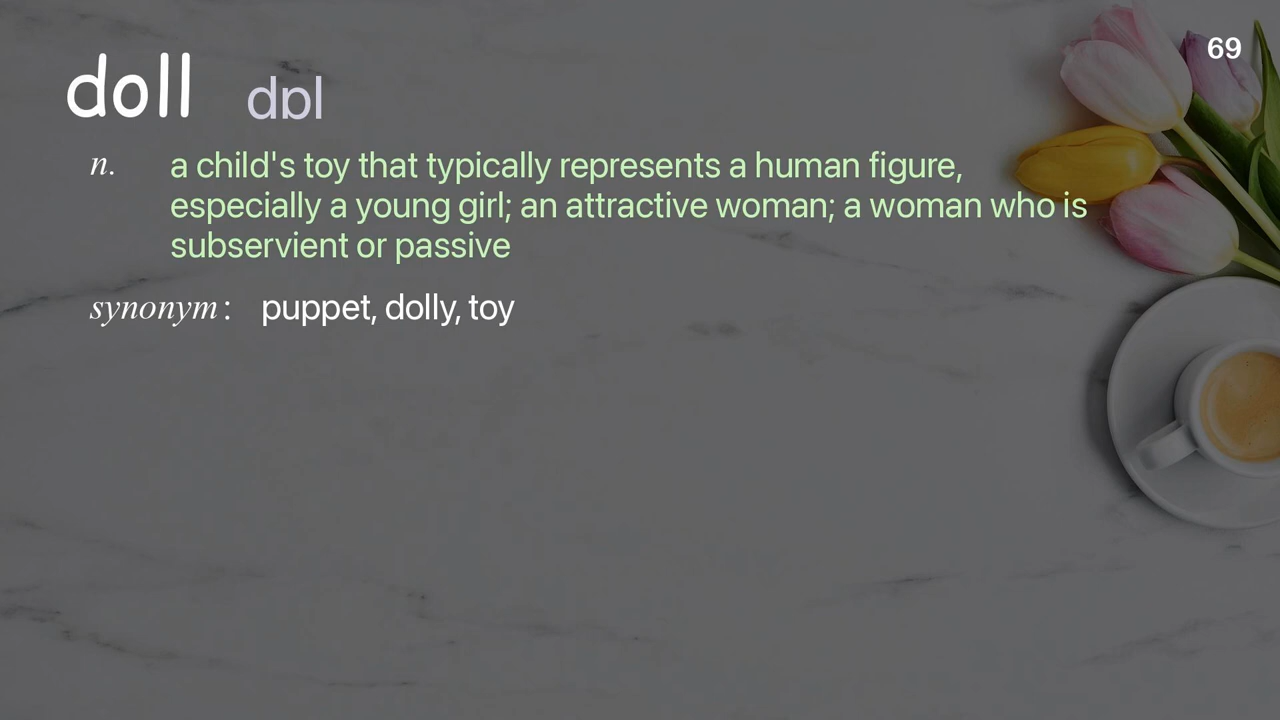 69
doll dɒl
n. a child's toy that typically represents a human figure,
especially a young girl; an attractive woman; a woman who is
subservient or passive
synonym : puppet, dolly, toy